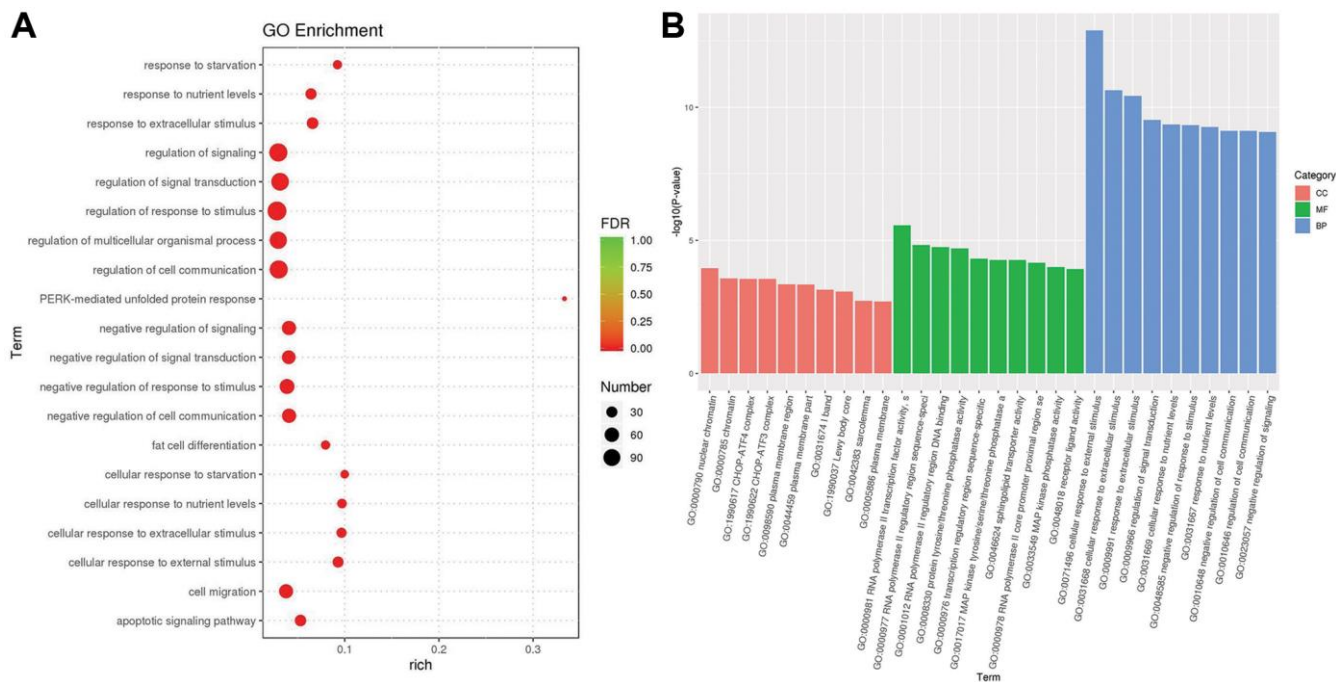 A
GO Enrichment
response to starvation
response to nutrient levels
response to extracellular stimulus
regulation of signaling
regulation of signal transduction
regulation of response to stimulus
regulation of multicellular organismal process
regulation of cell communication
PERK-mediated unfolded protein response
negative regulation of signaling
negative regulation of signal transduction
negative regulation of response to stimulus
negative regulation of cell communication
fat cell differentiation
cellular response to starvation
cellular response to nutrient levels
cellular response to extracellular stimulus
cellular response to external stimulus
cell migration
apoptotic signaling pathway
Term
0.1
0.2
0.3
rich
FDR
1.00
0.75
0.50
0.25
0.00
Number
30
60
90
B
-log10(P-value)
10
5
0
GO:0000790 nuclear chromatin
GO:0000785 chromatin
GO:1990617 CHOP-ATF4 complex
GO:1990622 CHOP-ATF3 complex
GO:0098590 plasma membrane region
GO:0044459 plasma membrane part
GO:0031674 I band
GO:1990037 Lewy body core
GO:0042383 sarcolemma
GO:0005886 plasma membrane
GO:0000981 RNA polymerase II transcription factor activity, s
GO:0000977 RNA polymerase II regulatory region sequence-speci
GO:0001012 RNA polymerase II regulatory region DNA binding
GO:0008330 protein tyrosine/threonine phosphatase activity
GO:0000976 transcription regulatory region sequence-specific
GO:0017017 MAP kinase tyrosine/serine/threonine phosphatase a
GO:0046624 sphingolipid transporter activity
GO:0000978 RNA polymerase II core promoter proximal region se
GO:0033549 MAP kinase phosphatase activity
GO:0048018 receptor ligand activity
GO:0071496 cellular response to external stimulus
GO:0031668 cellular response to extracellular stimulus
GO:0009991 response to extracellular stimulus
GO:0009966 regulation of signal transduction
GO:0031669 cellular response to nutrient levels
GO:0048585 negative regulation of response to stimulus
GO:0031667 response to nutrient levels
GO:0010648 negative regulation of cell communication
GO:0010646 regulation of cell communication
GO:0023057 negative regulation of signaling
Term
Category
CC
MF
BP